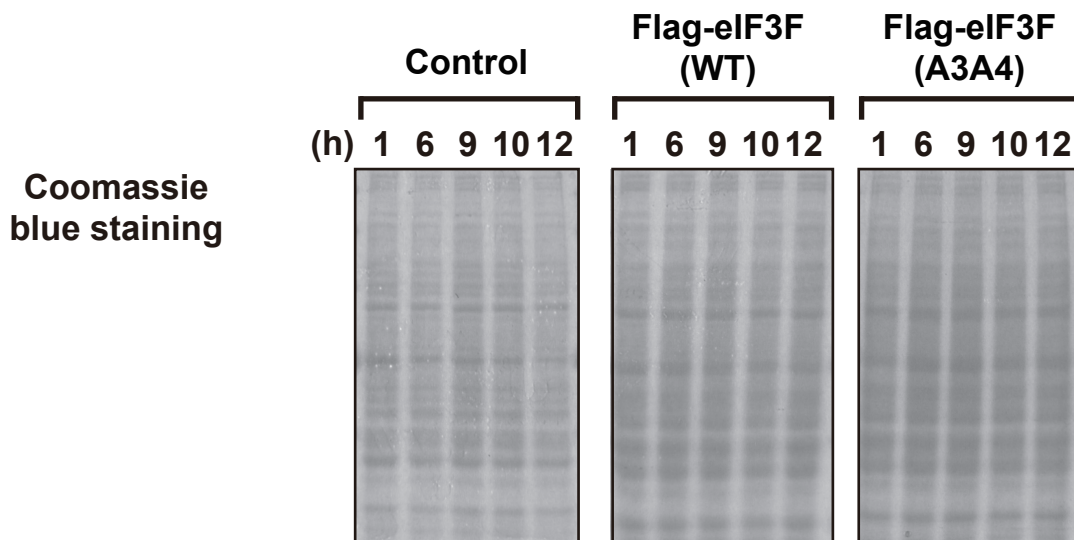 Control
Flag-eIF3F
(WT)
Flag-eIF3F
(A3A4)
(h) 1 6 9 10 12 1 6 9 10 12 1 6 9 10 12
Coomassie
blue staining